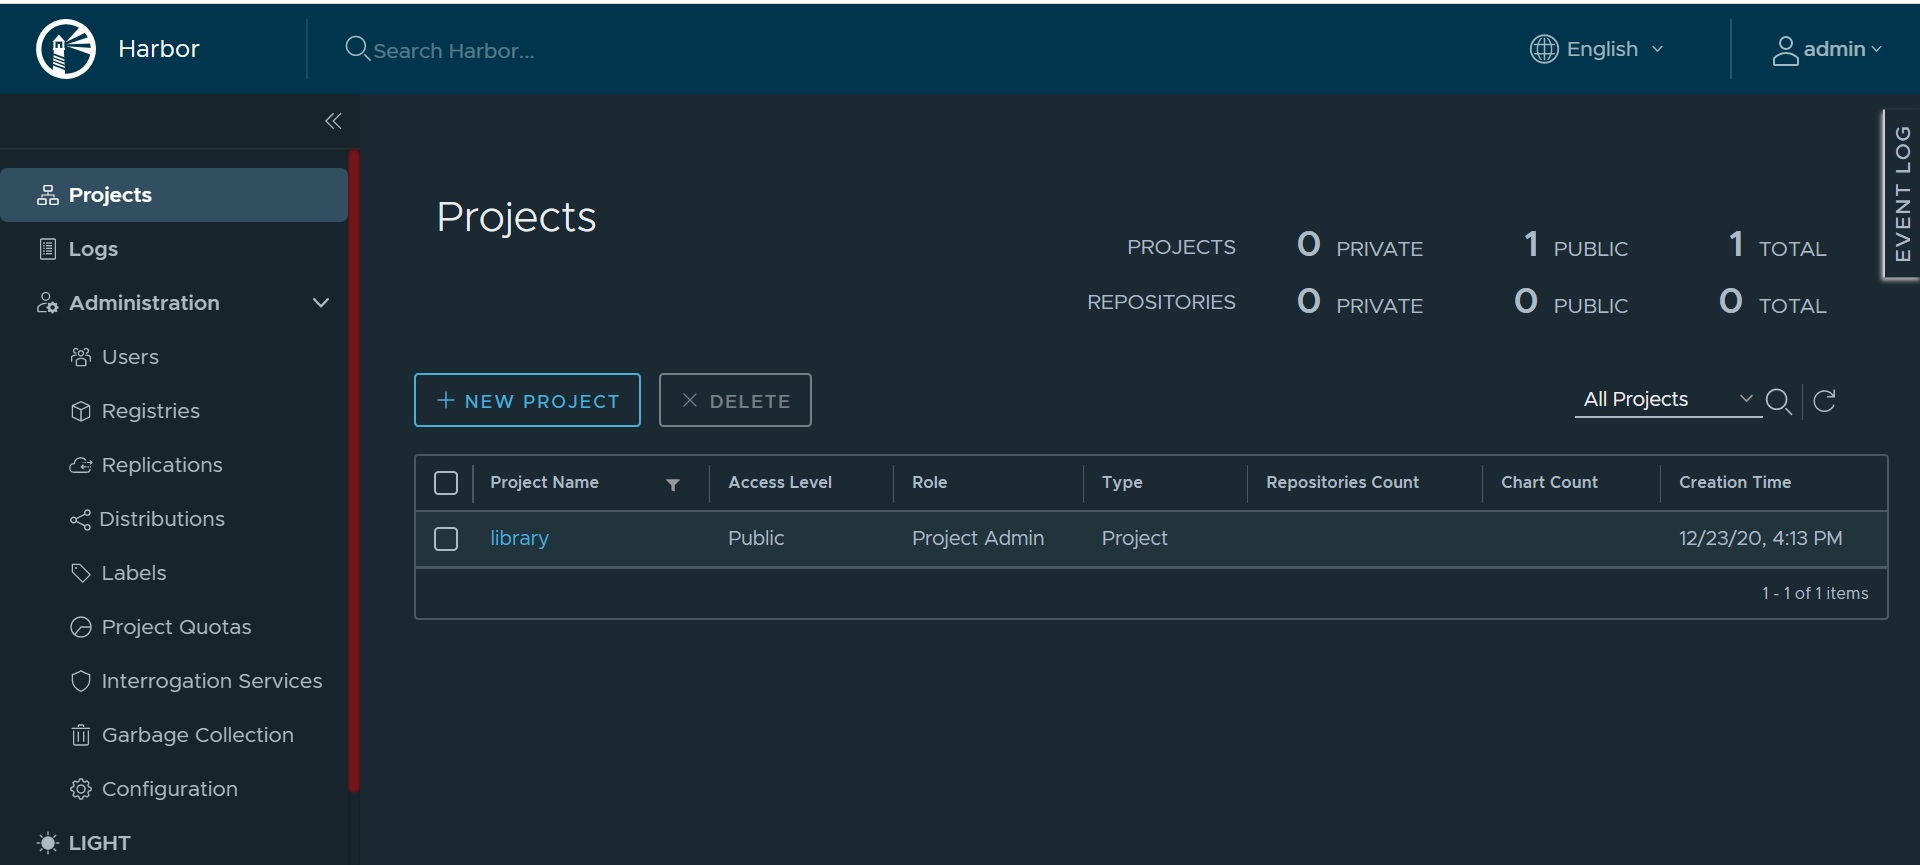 Harbor
Search Harbor...
English
admin
EVENT LOG
Projects
Logs
Administration
Users
Registries
Replications
Distributions
Labels
Project Quotas
Interrogation Services
Garbage Collection
Configuration
LIGHT
Projects
PROJECTS 0 PRIVATE 1 PUBLIC 1 TOTAL
REPOSITORIES 0 PRIVATE 0 PUBLIC 0 TOTAL
NEW PROJECT DELETE All Projects
Project Name Access Level Role Type Repositories Count Chart Count Creation Time
library Public Project Admin Project 12/23/20, 4:13 PM
1 - 1 of 1 items